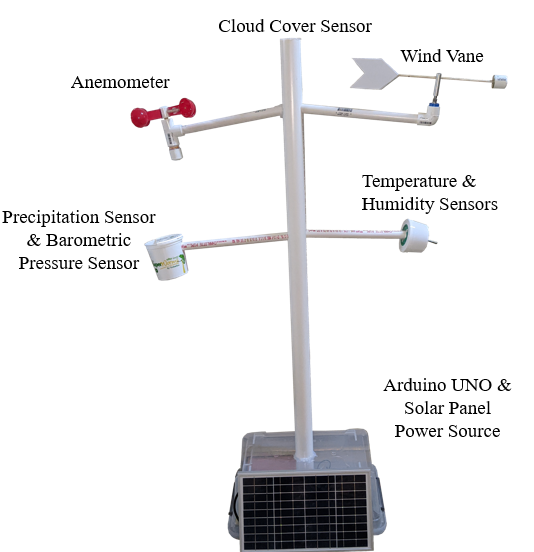 Cloud Cover Sensor
Wind Vane
Anemometer
Temperature &
Humidity Sensors
Precipitation Sensor
& Barometric
Pressure Sensor
Arduino UNO &
Solar Panel
Power Source